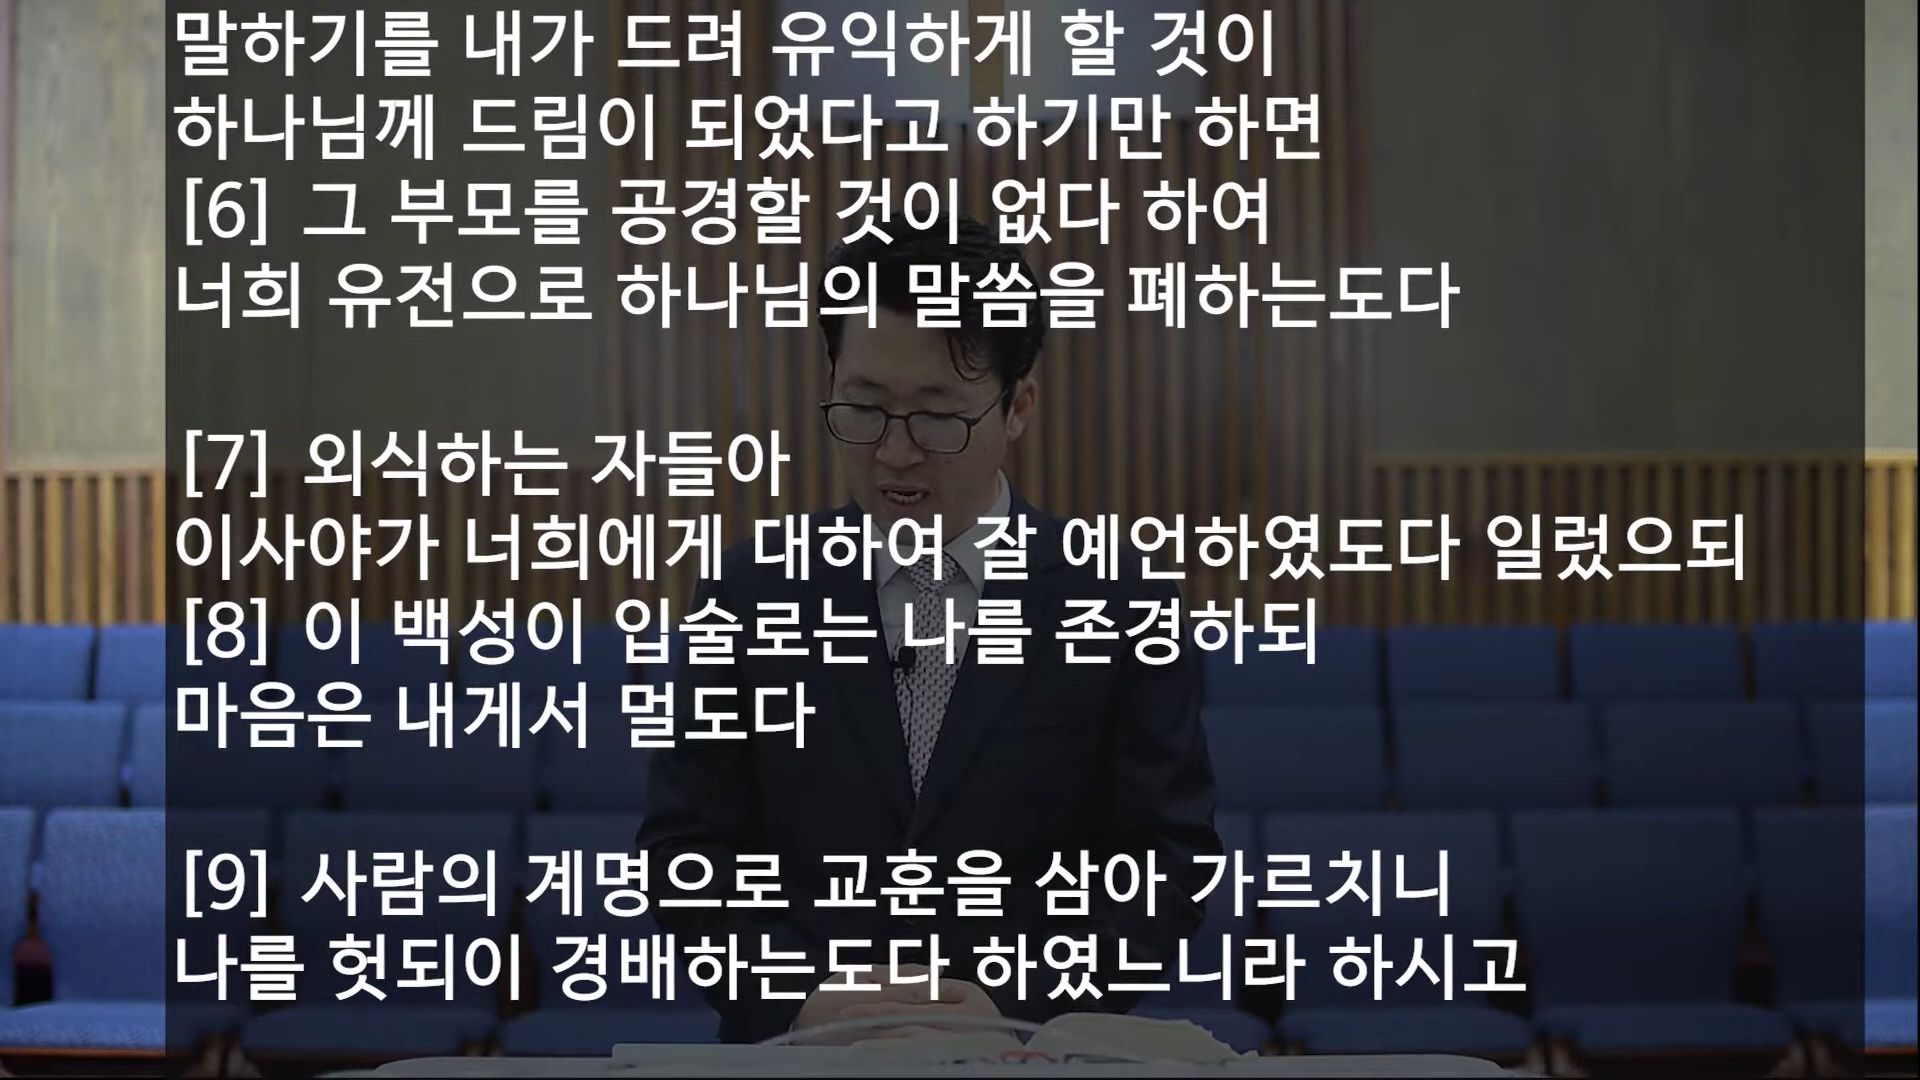 말하기를 내가 드려 유익하게 할 것이
하나님께 드림이 되었다고 하기만 하면
[6] 그 부모를 공경할 것이 없다 하여
너희 유전으로 하나님의 말씀을 폐하는도다
[7] 외식하는 자들아
이사야가 너희에게 대하여 잘 예언하였도다 일렀으되
[8] 이 백성이 입술로는 나를 존경하되
마음은 내게서 멀도다
[9] 사람의 계명으로 교훈을 삼아 가르치니
나를 헛되이 경배하는도다 하였느니라 하시고